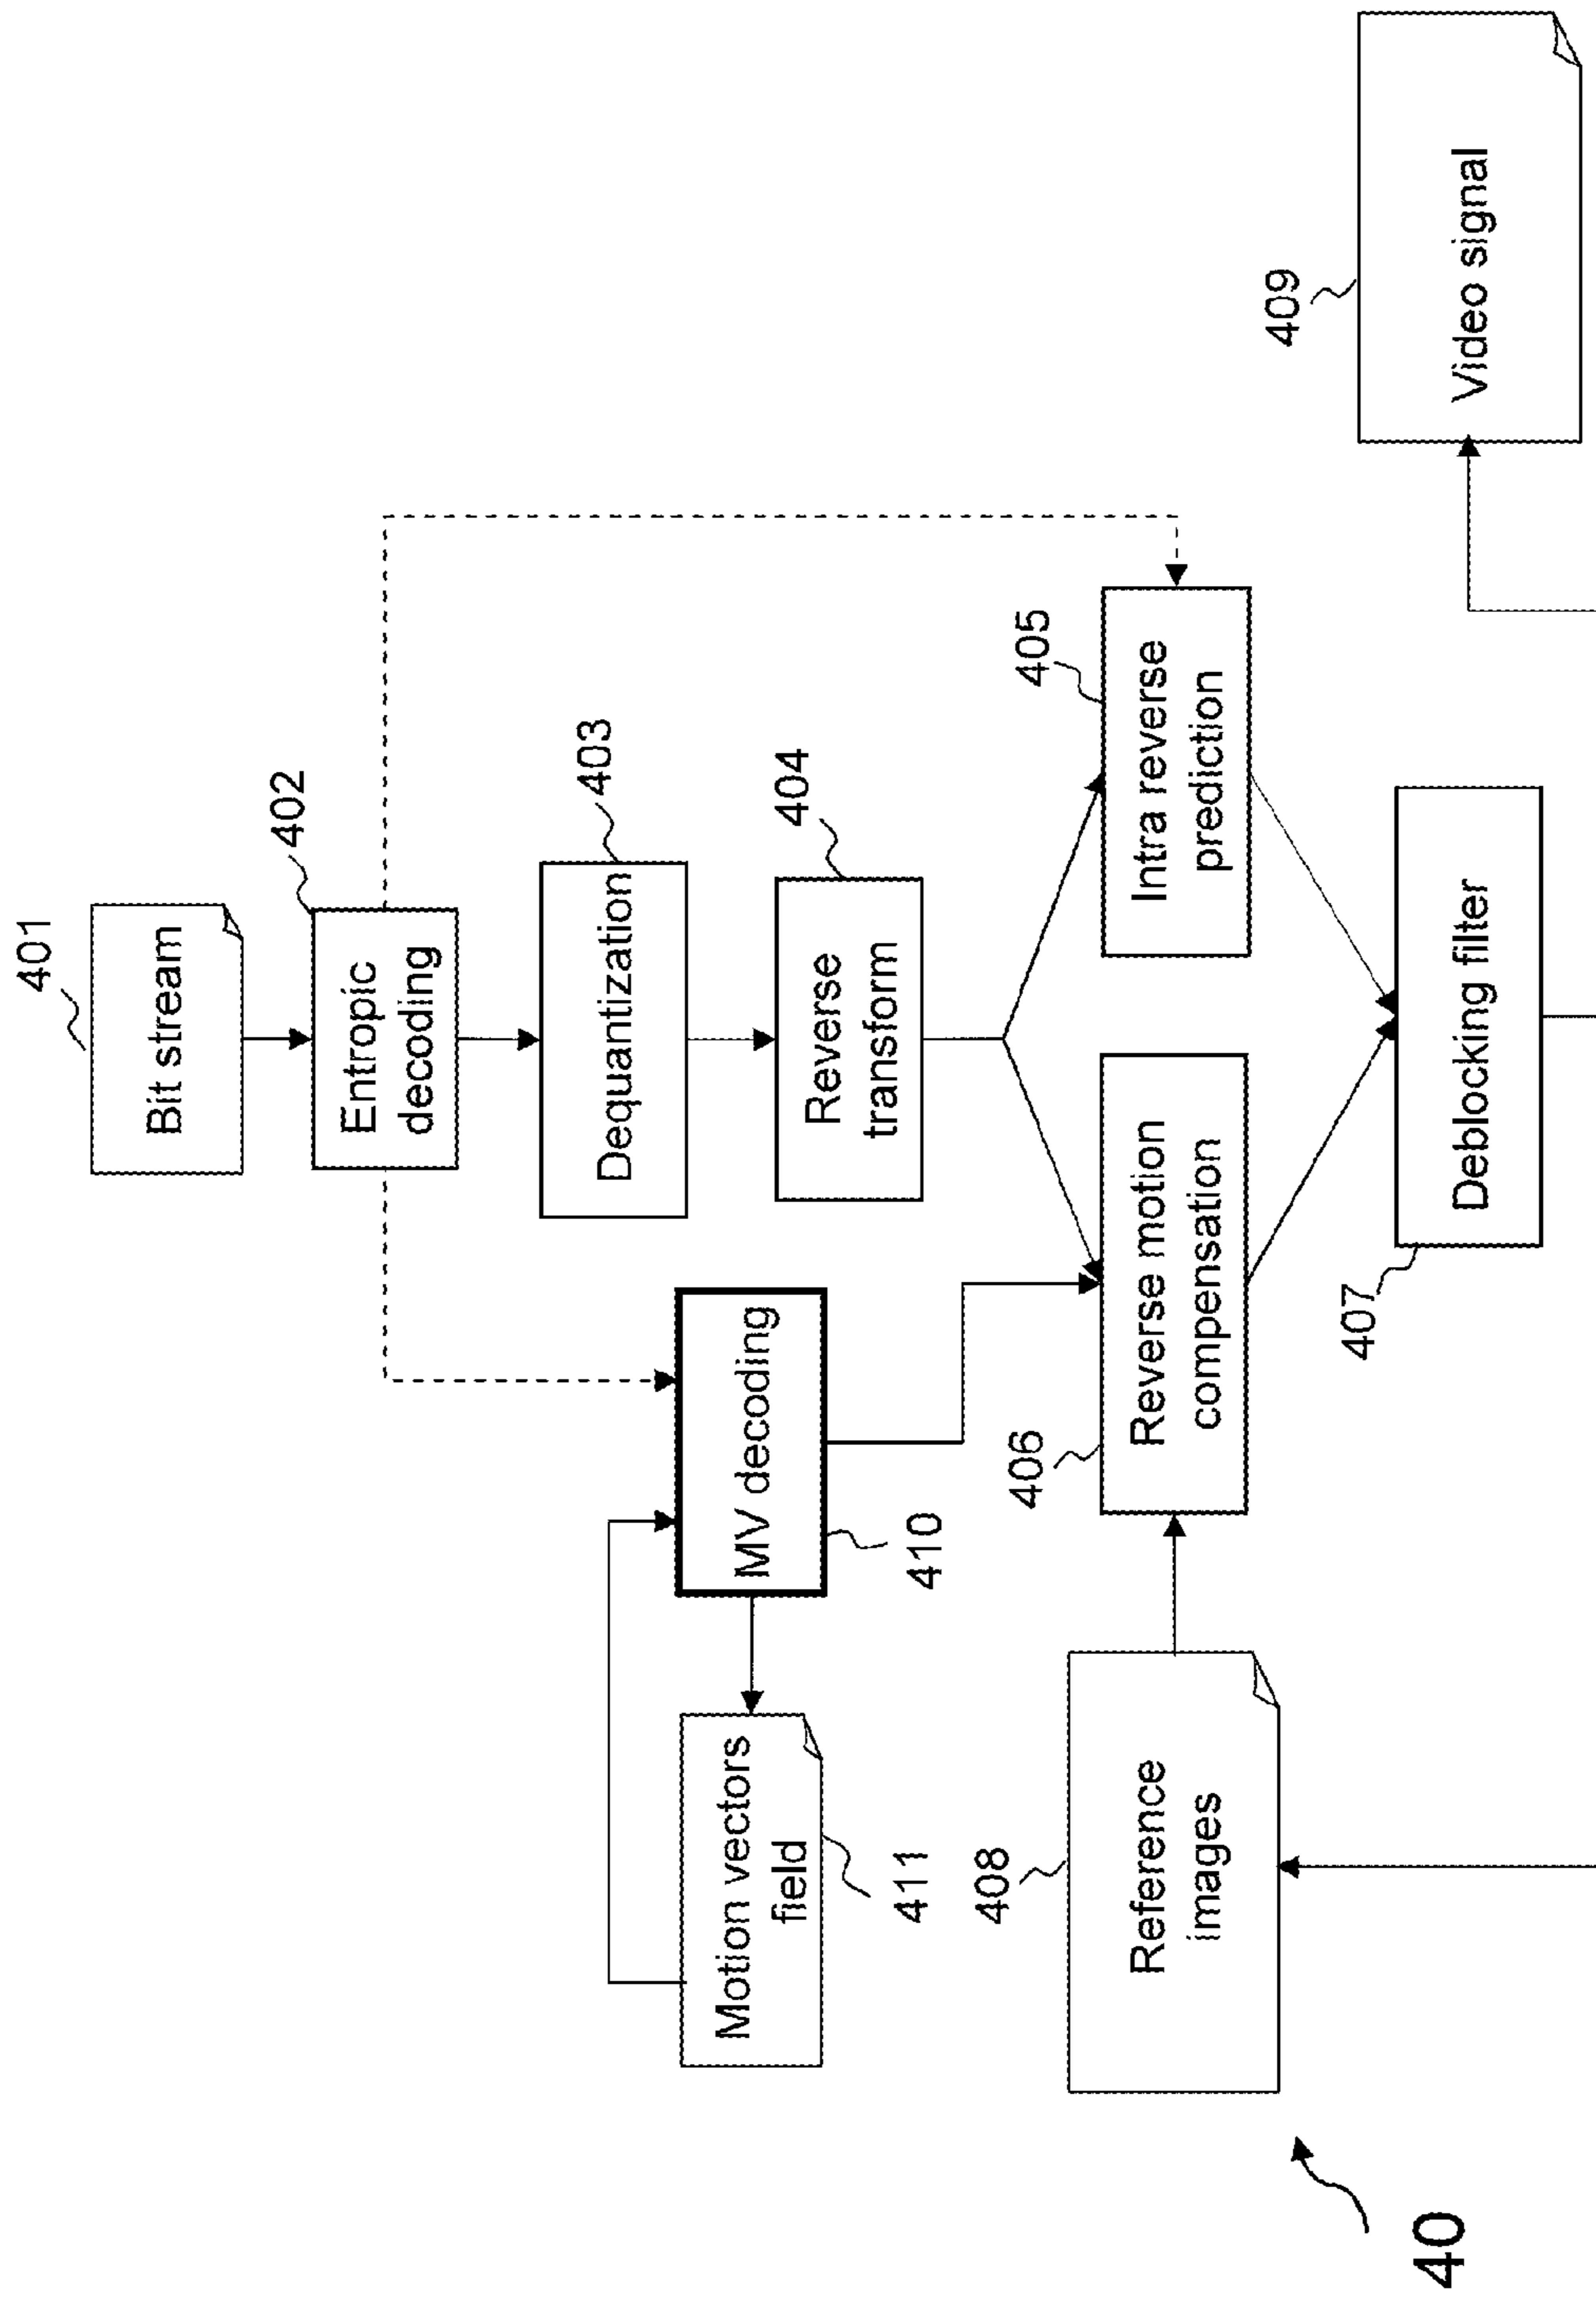 401
Bit stream
402
Entropic
decoding
403
Dequantization
404
Reverse
transform
405
Intra reverse
prediction
MV decoding
410
Motion vectors
field
411
406
Reverse motion
compensation
408
Reference
images
407
Deblocking filter
409
Video signal
40